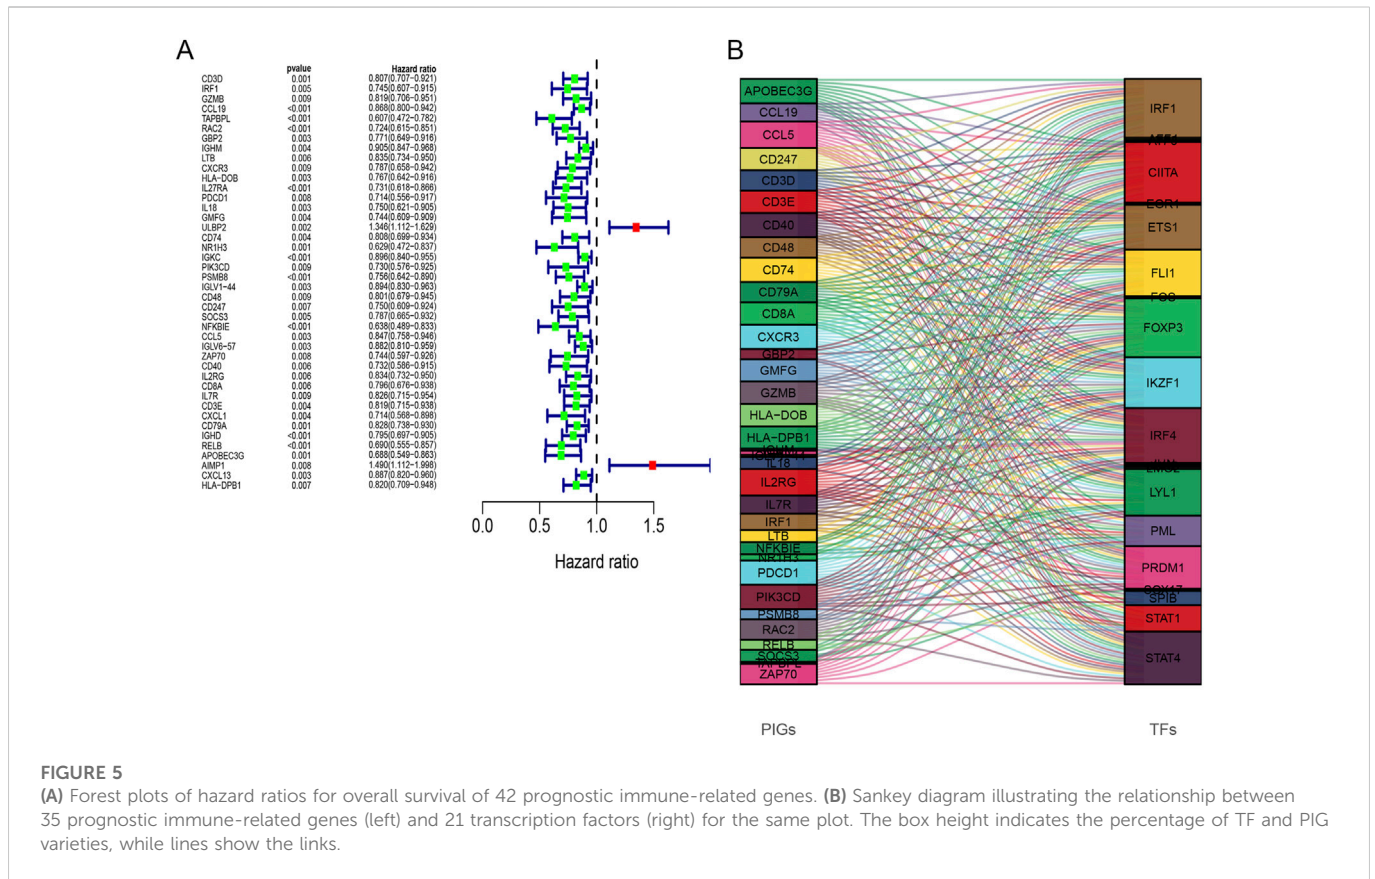 A
pvalue Hazard ratio
CD3D 0.001 0.807(0.707−0.921)
IRF1 0.005 0.745(0.607−0.915)
GZMB 0.009 0.819(0.706−0.951)
CCL19 <0.001 0.868(0.800−0.942)
TAPBPL <0.001 0.607(0.472−0.782)
RAC2 <0.001 0.724(0.615−0.851)
GBP2 0.003 0.771(0.649−0.916)
IGHM 0.004 0.905(0.847−0.968)
LTB 0.006 0.835(0.734−0.950)
CXCR3 0.009 0.787(0.658−0.942)
HLA−DOB 0.003 0.767(0.642−0.916)
IL27RA <0.001 0.731(0.618−0.866)
PDCD1 0.008 0.714(0.556−0.917)
IL18 0.003 0.750(0.621−0.905)
GMFG 0.004 0.744(0.609−0.909)
ULBP2 0.002 1.346(1.112−1.629)
CD74 0.004 0.808(0.699−0.934)
NR1H3 0.001 0.629(0.472−0.837)
IGKC <0.001 0.896(0.840−0.955)
PIK3CD 0.009 0.730(0.576−0.925)
PSMB8 <0.001 0.756(0.642−0.890)
IGLV1−44 0.003 0.894(0.830−0.963)
CD48 0.009 0.801(0.679−0.945)
CD247 0.007 0.750(0.609−0.924)
SOCS3 0.005 0.787(0.665−0.932)
NFKBIE <0.001 0.638(0.489−0.833)
CCL5 0.003 0.847(0.758−0.946)
IGLV6−57 0.003 0.882(0.810−0.959)
ZAP70 0.008 0.744(0.597−0.926)
CD40 0.006 0.732(0.586−0.915)
IL2RG 0.006 0.834(0.732−0.950)
CD8A 0.006 0.796(0.676−0.938)
IL7R 0.009 0.826(0.715−0.954)
CD3E 0.004 0.819(0.715−0.938)
CXCL1 0.004 0.714(0.568−0.898)
CD79A 0.001 0.828(0.738−0.930)
IGHD <0.001 0.795(0.697−0.905)
RELB <0.001 0.690(0.555−0.857)
APOBEC3G 0.001 0.688(0.549−0.863)
AIMP1 0.008 1.490(1.112−1.998)
CXCL13 0.003 0.887(0.820−0.960)
HLA−DPB1 0.007 0.820(0.709−0.948)
0.0 0.5 1.0 1.5
Hazard ratio
B
APOBEC3G
CCL19
CCL5
CD247
CD3D
CD3E
CD40
CD48
CD74
CD79A
CD8A
CXCR3
GBP2
GMFG
GZMB
HLA−DOB
HLA−DPB1
IGHM
IL18
IL2RG
IL7R
IRF1
LTB
NFKBIE
NR1H3
PDCD1
PIK3CD
PSMB8
RAC2
RELB
SOCS3
TAPBPL
ZAP70
PIGs
IRF1
CIITA
EGR1
ETS1
FLI1
FOS
FOXP3
IKZF1
IRF4
LMO2
LYL1
PML
PRDM1
SOX17
SPIB
STAT1
STAT4
TFs
FIGURE 5
(A) Forest plots of hazard ratios for overall survival of 42 prognostic immune-related genes. (B) Sankey diagram illustrating the relationship between
35 prognostic immune-related genes (left) and 21 transcription factors (right) for the same plot. The box height indicates the percentage of TF and PIG
varieties, while lines show the links.